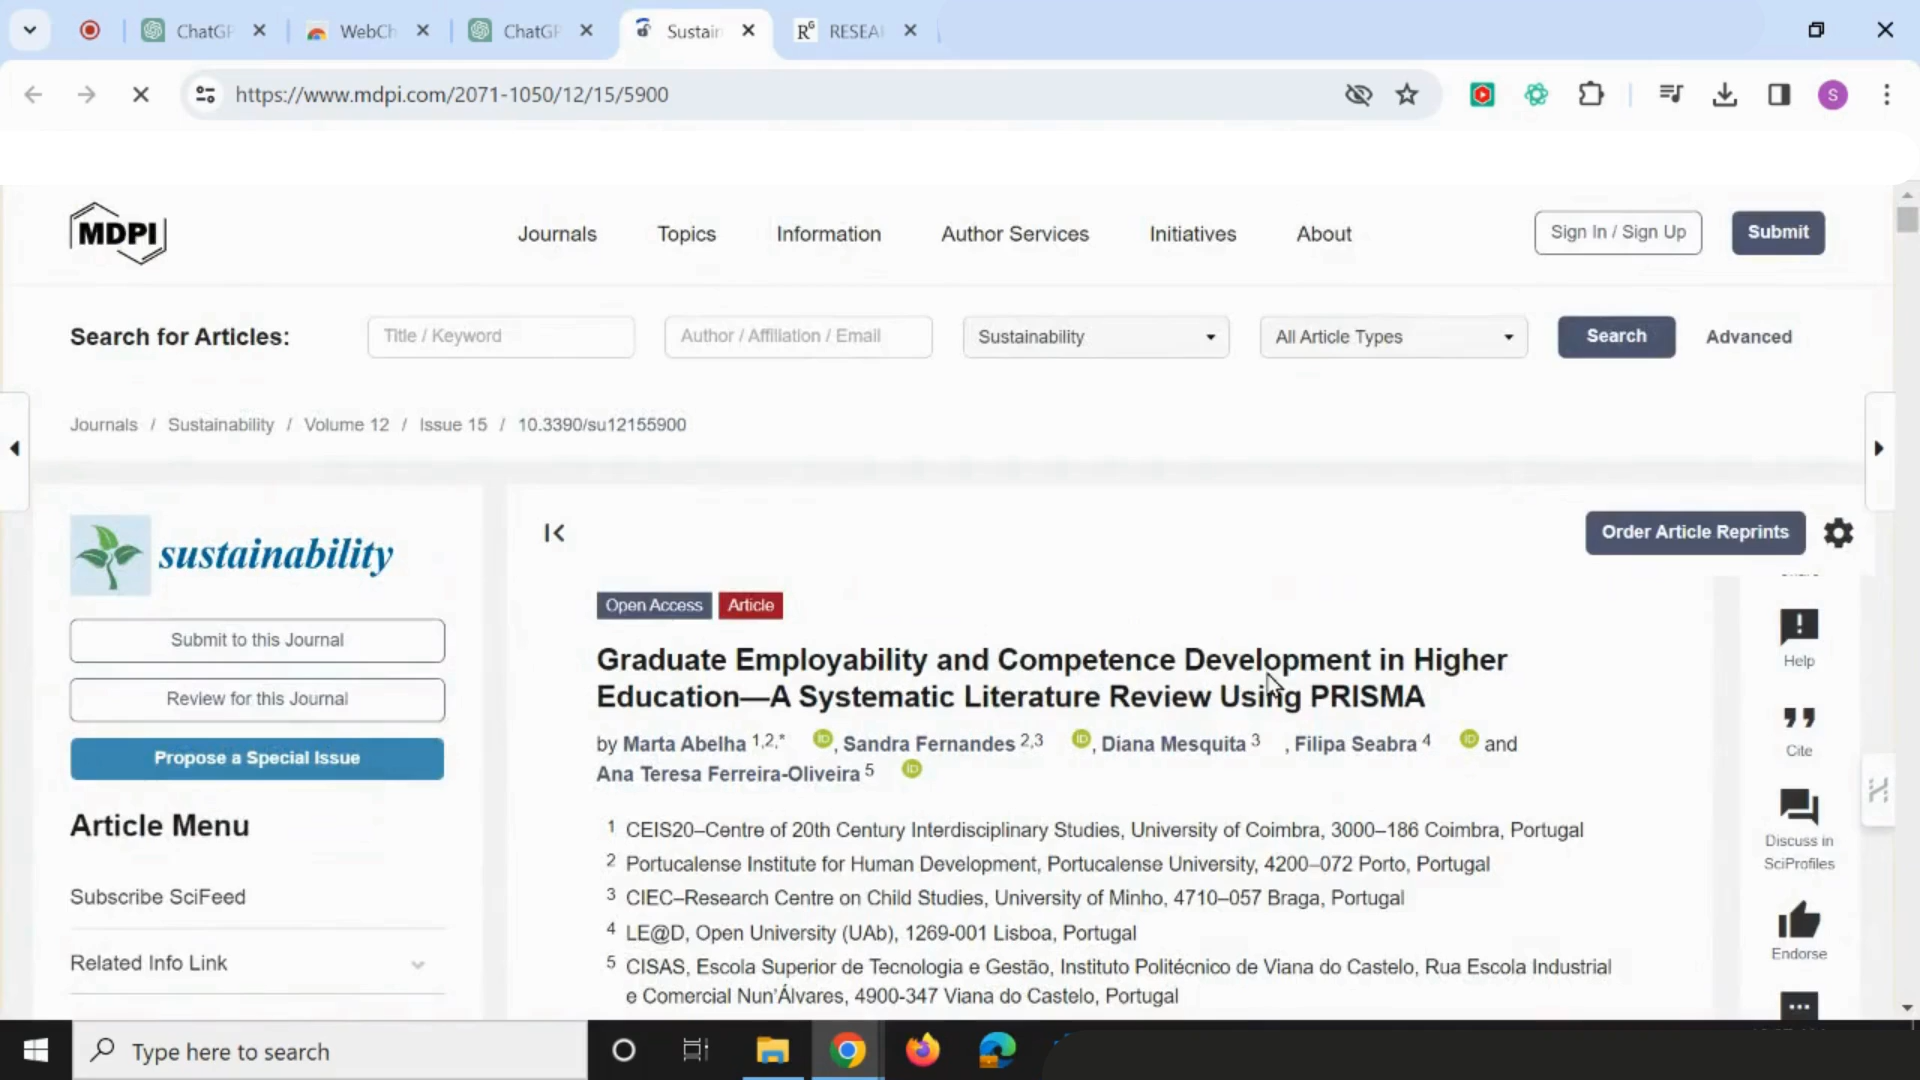 ChatGP
WebCh
ChatGP
Sustain
RESEA
https://www.mdpi.com/2071-1050/12/15/5900
S
MDPI
Journals
Topics
Information
Author Services
Initiatives
About
Sign In / Sign Up
Submit
Search for Articles:
Title / Keyword
Author / Affiliation / Email
Sustainability
All Article Types
Search
Advanced
Journals / Sustainability / Volume 12 / Issue 15 / 10.3390/su12155900
sustainability
Order Article Reprints
Submit to this Journal
Review for this Journal
Propose a Special Issue
Article Menu
Subscribe SciFeed
Related Info Link
Open Access Article
Graduate Employability and Competence Development in Higher
Education—A Systematic Literature Review Using PRISMA
by Marta Abelha 1,2,* iD, Sandra Fernandes 2,3 iD, Diana Mesquita 3 , Filipa Seabra 4 iD and
Ana Teresa Ferreira-Oliveira 5 iD
1 CEIS20–Centre of 20th Century Interdisciplinary Studies, University of Coimbra, 3000–186 Coimbra, Portugal
2 Portucalense Institute for Human Development, Portucalense University, 4200–072 Porto, Portugal
3 CIEC–Research Centre on Child Studies, University of Minho, 4710–057 Braga, Portugal
4 LE@D, Open University (UAb), 1269-001 Lisboa, Portugal
5 CISAS, Escola Superior de Tecnologia e Gestão, Instituto Politécnico de Viana do Castelo, Rua Escola Industrial
e Comercial Nun'Álvares, 4900-347 Viana do Castelo, Portugal
Help
Cite
Discuss in
SciProfiles
Endorse
Type here to search